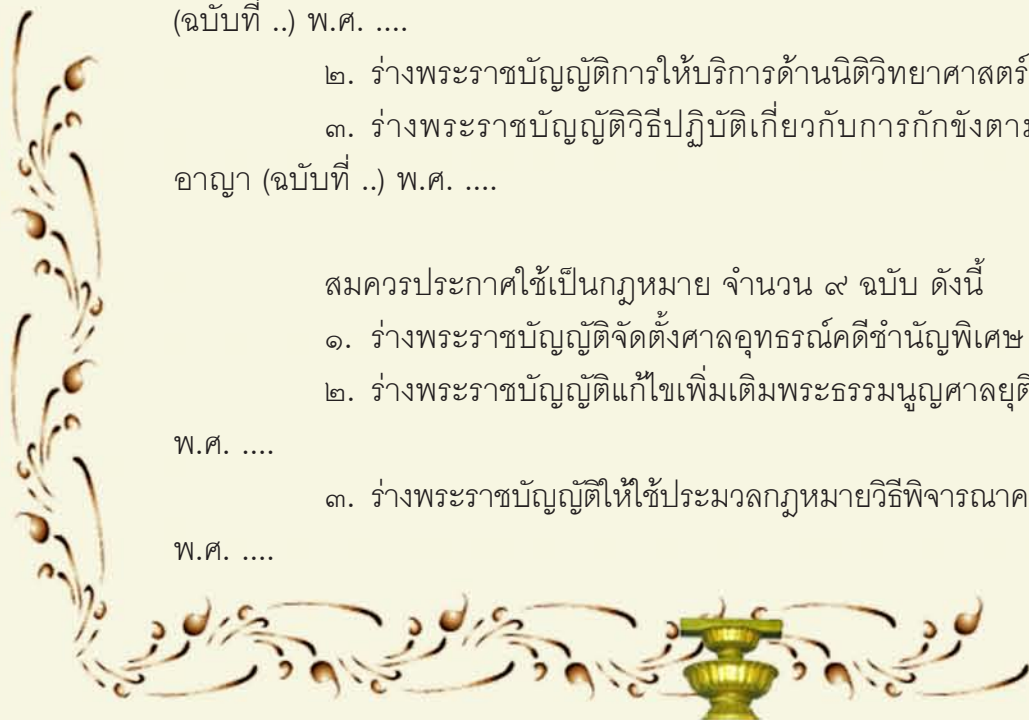 (ฉบับที่ ..) พ.ศ. ....
๒. ร่างพระราชบัญญัติการให้บริการด้านนิติวิทยาศาสตร์
๓. ร่างพระราชบัญญัติวิธีปฏิบัติเกี่ยวกับการกักขังตาม
อาญา (ฉบับที่ ..) พ.ศ. ....
สมควรประกาศใช้เป็นกฎหมาย จำนวน ๙ ฉบับ ดังนี้
๑. ร่างพระราชบัญญัติจัดตั้งศาลอุทธรณ์คดีชำนัญพิเศษ
๒. ร่างพระราชบัญญัติแก้ไขเพิ่มเติมพระธรรมนูญศาลยุติ
พ.ศ. ....
๓. ร่างพระราชบัญญัติให้ใช้ประมวลกฎหมายวิธีพิจารณาค
พ.ศ. ....